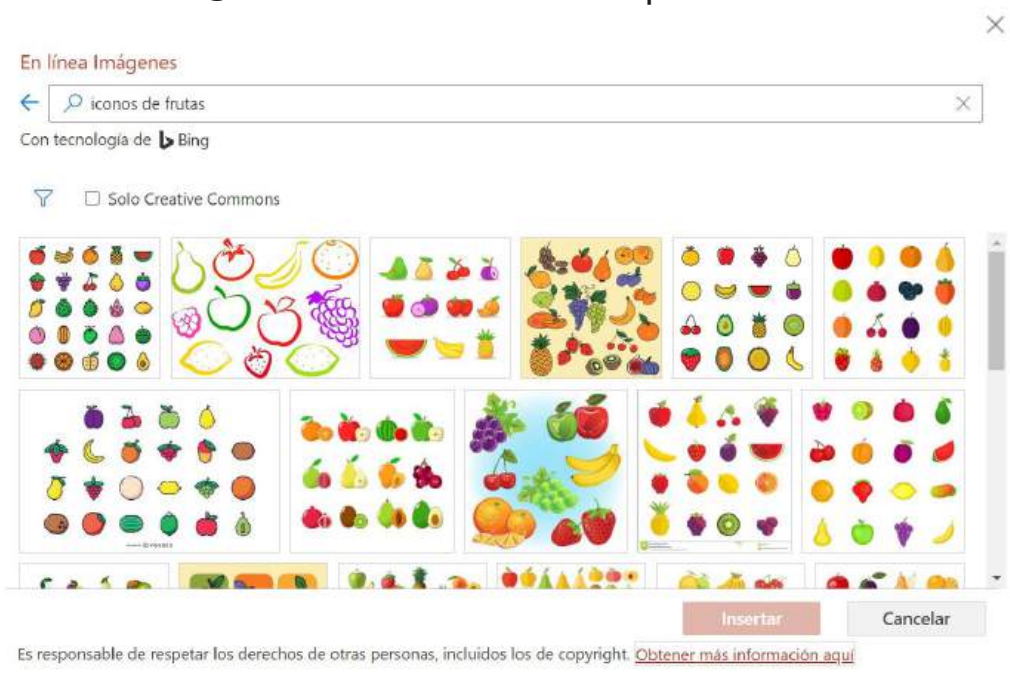 En línea Imágenes
iconos de frutas
Con tecnología de Bing
Solo Creative Commons
Insertar
Cancelar
Es responsable de respetar los derechos de otras personas, incluidos los de copyright. Obtener más información aquí